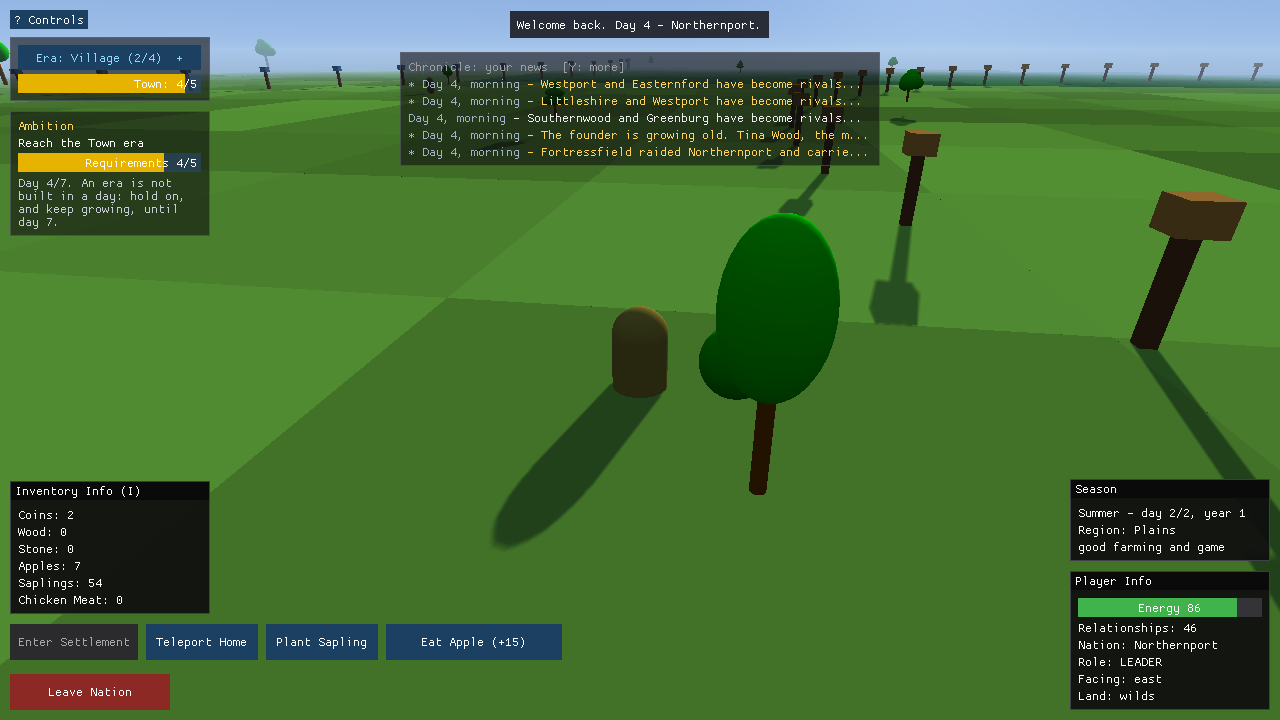 ? Controls
Welcome back. Day 4 - Northernport.
Era: Village (2/4) +
Town: 4/5
Chronicle: your news [Y: more]
* Day 4, morning - Westport and Easternford have become rivals...
* Day 4, morning - Littleshire and Westport have become rivals...
Day 4, morning - Southernwood and Greenburg have become rivals...
* Day 4, morning - The founder is growing old. Tina Wood, the m...
* Day 4, morning - Fortressfield raided Northernport and carrie...
Ambition
Reach the Town era
Requirements 4/5
Day 4/7. An era is not
built in a day: hold on,
and keep growing, until
day 7.
Inventory Info (I)
Coins: 2
Wood: 0
Stone: 0
Apples: 7
Saplings: 54
Chicken Meat: 0
Season
Summer - day 2/2, year 1
Region: Plains
good farming and game
Player Info
Energy 86
Relationships: 46
Nation: Northernport
Role: LEADER
Facing: east
Land: wilds
Enter Settlement
Teleport Home
Plant Sapling
Eat Apple (+15)
Leave Nation